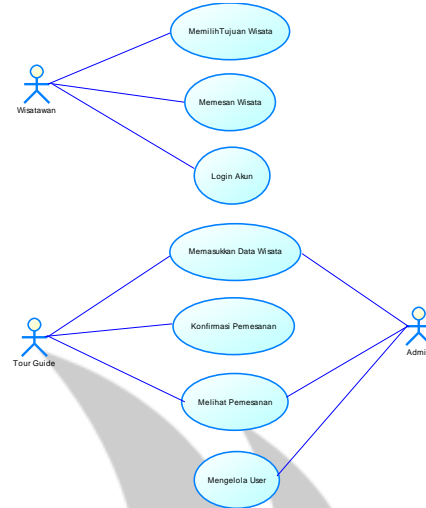 MemilihTujuan Wisata
Wisatawan
Memesan Wisata
Login Akun
Memasukkan Data Wisata
Konfirmasi Pemesanan
Tour Guide
Admi
Melihat Pemesanan
Mengelola User